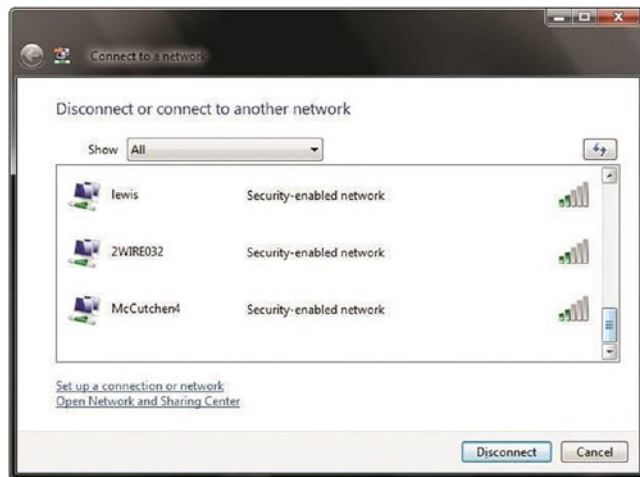 Connect to a network
Disconnect or connect to another network
Show All
lewis Security-enabled network
2WIRE032 Security-enabled network
McCutchen4 Security-enabled network
Set up a connection or network
Open Network and Sharing Center
Disconnect Cancel